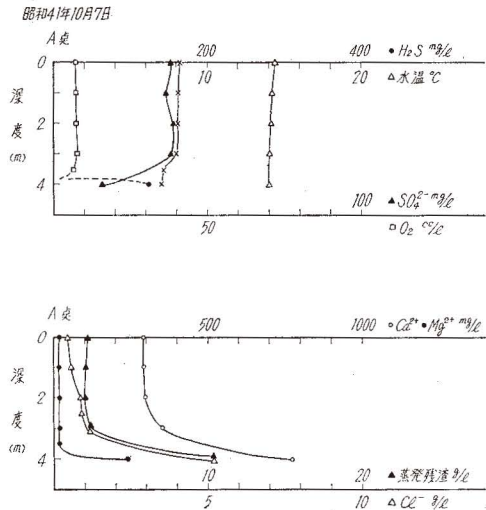 昭和41年10月7日
A点
200 400 ● H₂S mg/ℓ
0 10 20 △ 水温 ℃
2
4
深度(m)
100 ▲ SO₄²⁻ mg/ℓ
50 □ O₂ cc/ℓ
A点
0 500 1000 ○ Ca²⁺ ● Mg²⁺ mg/ℓ
2
4
深度(m)
10 20 ▲ 蒸発残渣 g/ℓ
5 10 △ Cl⁻ g/ℓ